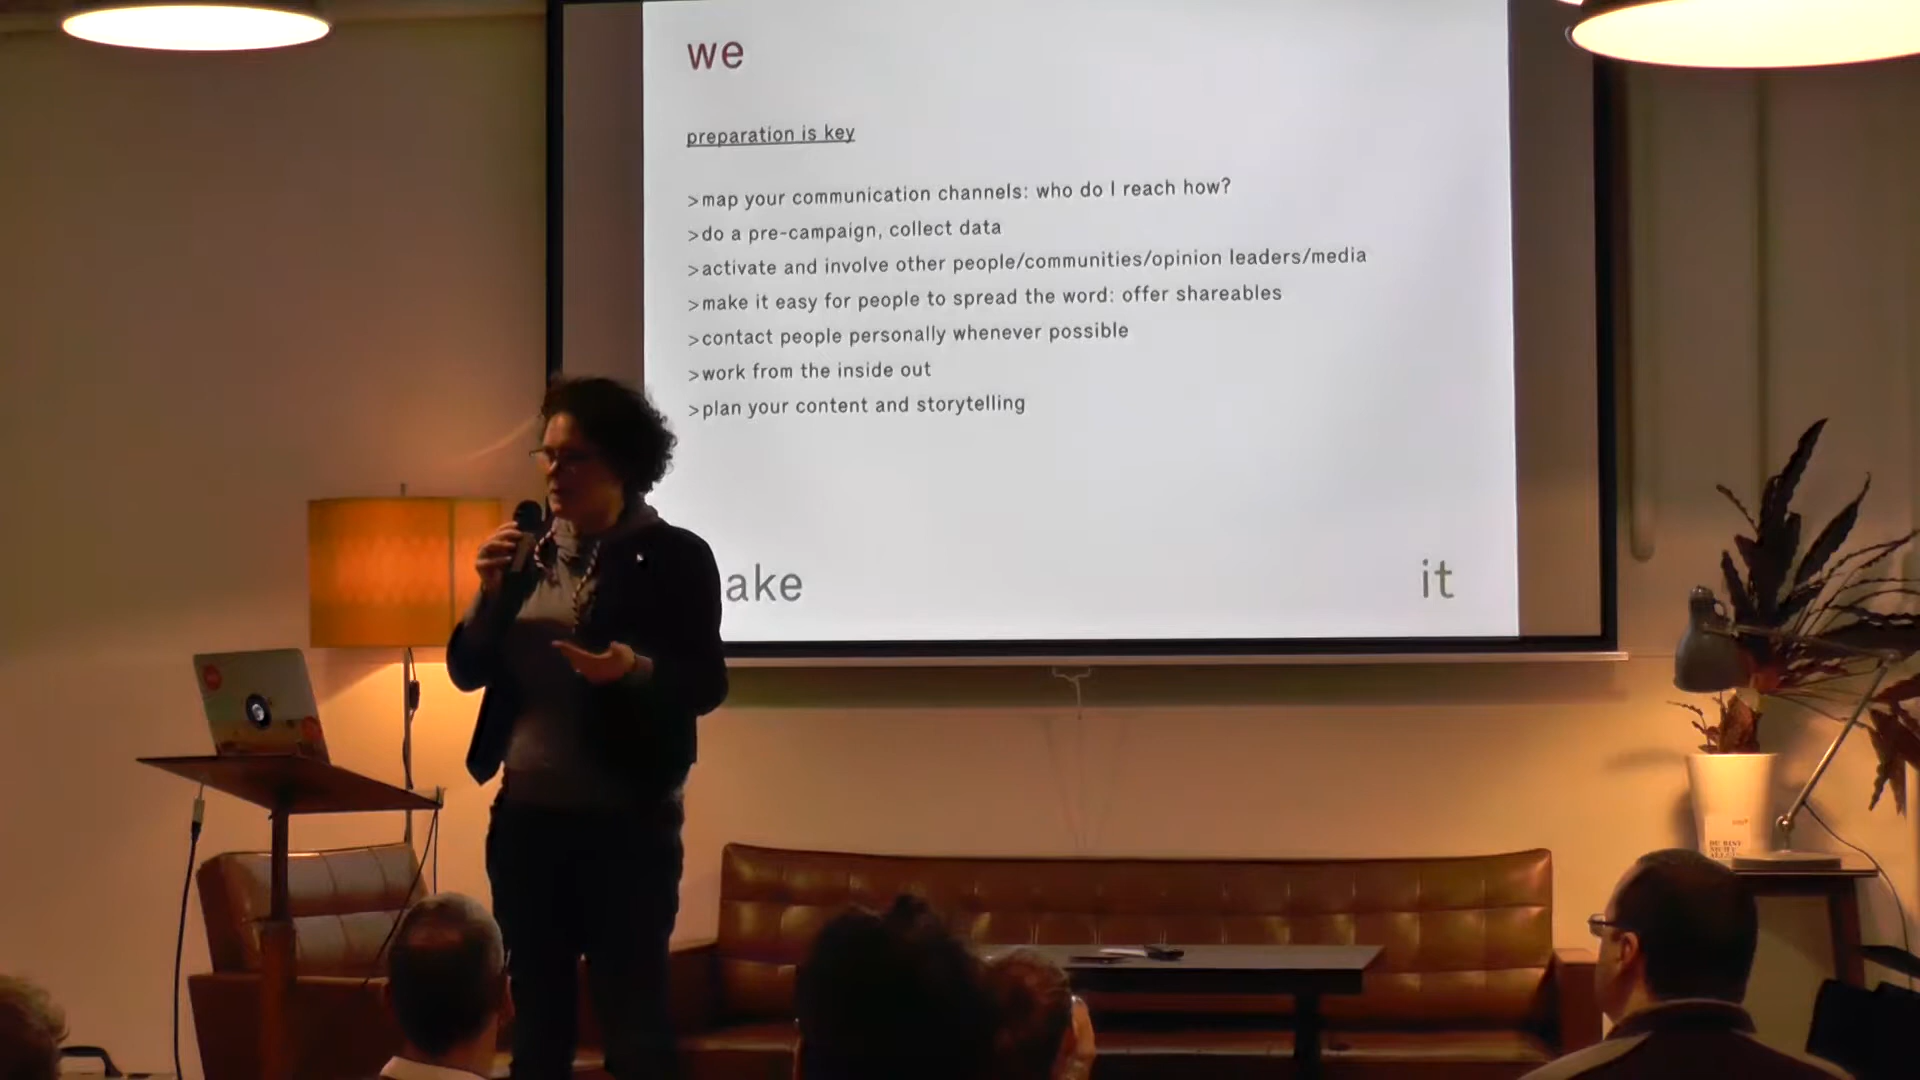 we
preparation is key
>map your communication channels: who do I reach how?
>do a pre-campaign, collect data
>activate and involve other people/communities/opinion leaders/media
>make it easy for people to spread the word: offer shareables
>contact people personally whenever possible
>work from the inside out
>plan your content and storytelling
ake it
DU BIST